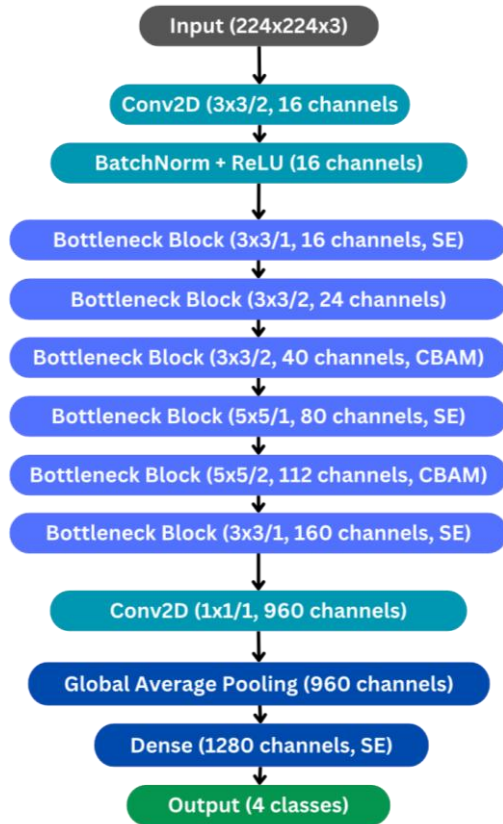 Input (224x224x3)
Conv2D (3x3/2, 16 channels
BatchNorm + ReLU (16 channels)
Bottleneck Block (3x3/1, 16 channels, SE)
Bottleneck Block (3x3/2, 24 channels)
Bottleneck Block (3x3/2, 40 channels, CBAM)
Bottleneck Block (5x5/1, 80 channels, SE)
Bottleneck Block (5x5/2, 112 channels, CBAM)
Bottleneck Block (3x3/1, 160 channels, SE)
Conv2D (1x1/1, 960 channels)
Global Average Pooling (960 channels)
Dense (1280 channels, SE)
Output (4 classes)